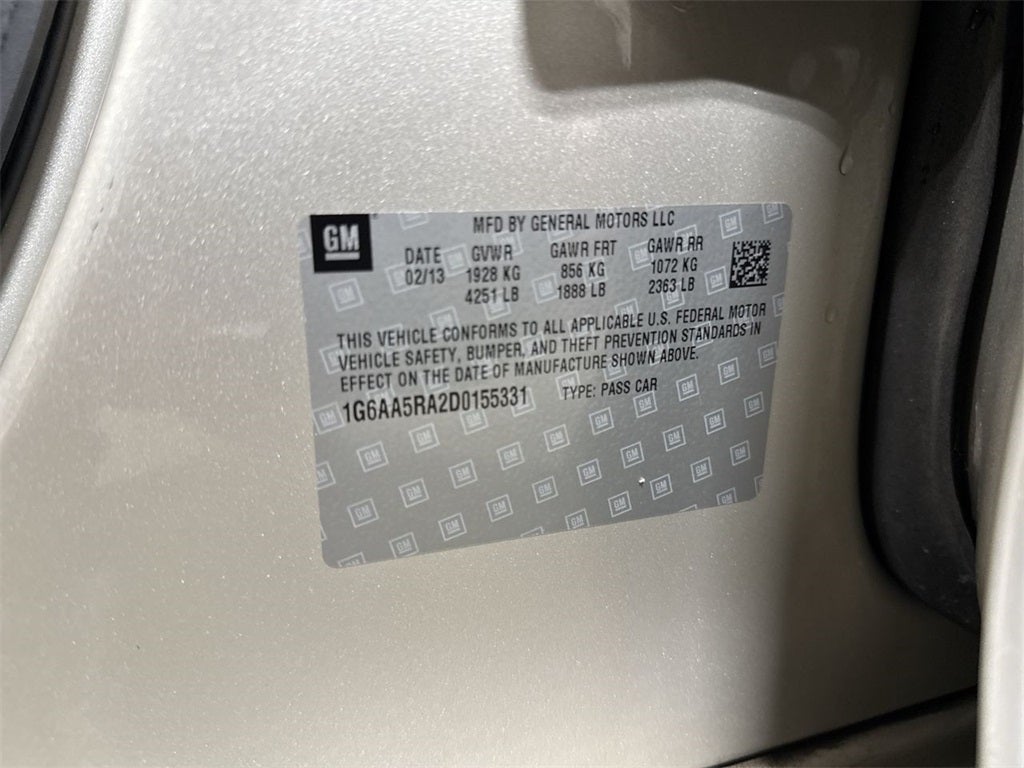 GM
MFD BY GENERAL MOTORS LLC
DATE GVWR GAWR FRT GAWR RR
02/13 1928 KG 856 KG 1072 KG
4251 LB 1888 LB 2363 LB
THIS VEHICLE CONFORMS TO ALL APPLICABLE U.S. FEDERAL MOTOR
VEHICLE SAFETY, BUMPER, AND THEFT PREVENTION STANDARDS IN
EFFECT ON THE DATE OF MANUFACTURE SHOWN ABOVE.
1G6AA5RA2D0155331 TYPE: PASS CAR